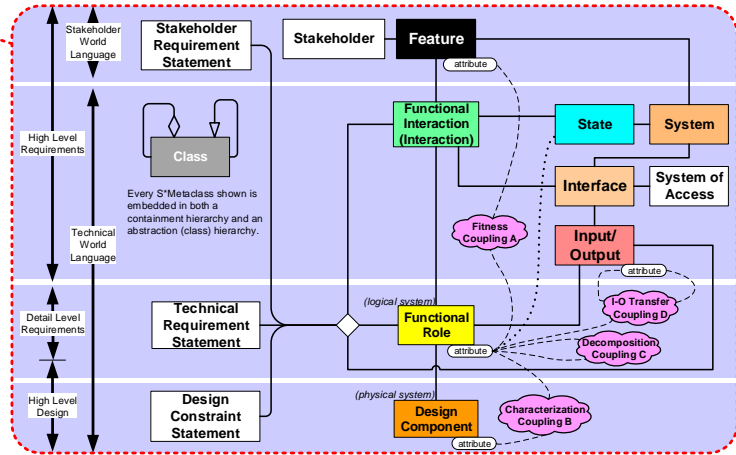 Stakeholder
World
Language
High Level
Requirements
Technical
World
Language
Detail Level
Requirements
High Level
Design
Stakeholder
Requirement
Statement
Stakeholder
Feature
attribute
Class
Every S*Metaclass shown is
embedded in both a
containment hierarchy and an
abstraction (class) hierarchy.
Functional
Interaction
(Interaction)
State
System
Interface
System of
Access
Input/
Output
attribute
Fitness
Coupling A
I-O Transfer
Coupling D
Decomposition
Coupling C
Characterization
Coupling B
Technical
Requirement
Statement
(logical system)
Functional
Role
attribute
Design
Constraint
Statement
(physical system)
Design
Component
attribute